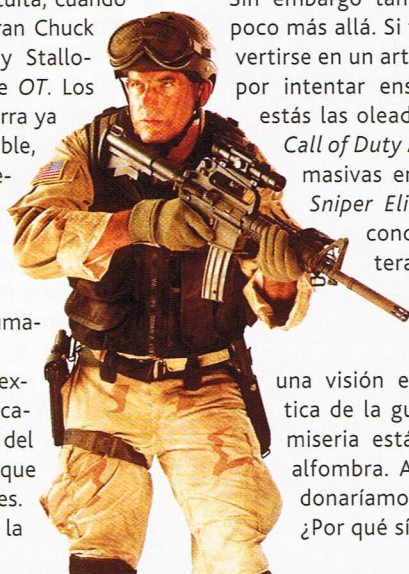 culta, cuando
ran Chuck
y Stallo-
e OT. Los
rra ya
ble,
e-
uma-
ex-
ca-
del
que
es.
la
Sin embargo tam
poco más allá. Si
vertirse en un art
por intentar ens
estás las olead
Call of Duty
masivas en
Sniper Eli
conc
tera
una visión e
tica de la gu
miseria está
alfombra. A
donaríamo
¿Por qué sí